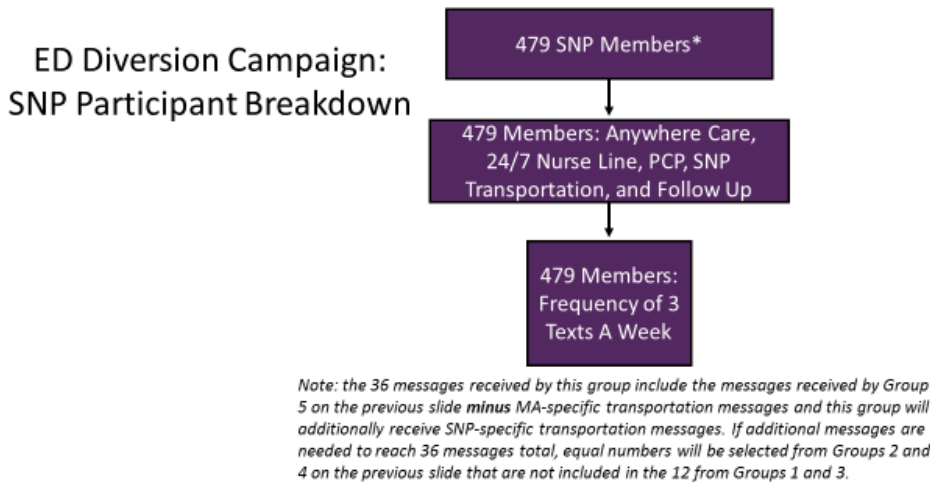 ED Diversion Campaign:
SNP Participant Breakdown
479 SNP Members*
479 Members: Anywhere Care,
24/7 Nurse Line, PCP, SNP
Transportation, and Follow Up
479 Members:
Frequency of 3
Texts A Week
Note: the 36 messages received by this group include the messages received by Group
5 on the previous slide minus MA-specific transportation messages and this group will
additionally receive SNP-specific transportation messages. If additional messages are
needed to reach 36 messages total, equal numbers will be selected from Groups 2 and
4 on the previous slide that are not included in the 12 from Groups 1 and 3.